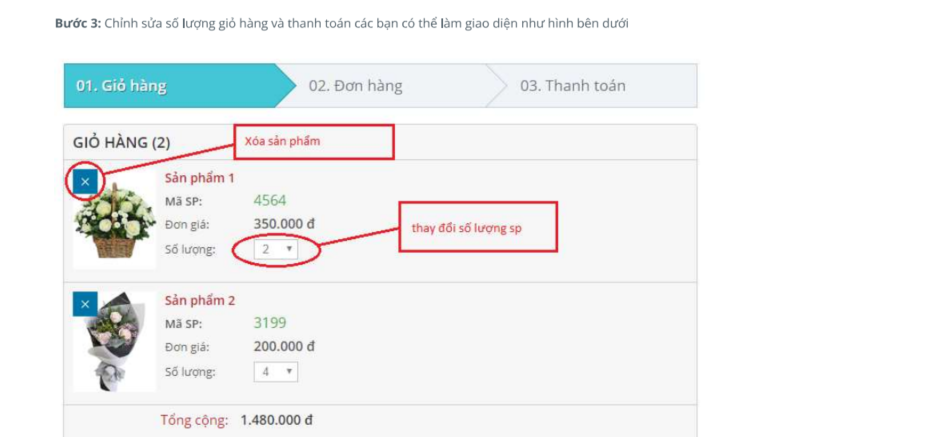 Bước 3: Chỉnh sửa số lượng giỏ hàng và thanh toán các bạn có thể làm giao diện như hình bên dưới
01. Giỏ hàng
02. Đơn hàng
03. Thanh toán
GIỎ HÀNG (2)
Xóa sản phẩm
Sản phẩm 1
Mã SP: 4564
Đơn giá: 350.000 đ
thay đổi số lượng sp
Số lượng: 2
Sản phẩm 2
Mã SP: 3199
Đơn giá: 200.000 đ
Số lượng: 4
Tổng cộng: 1.480.000 đ